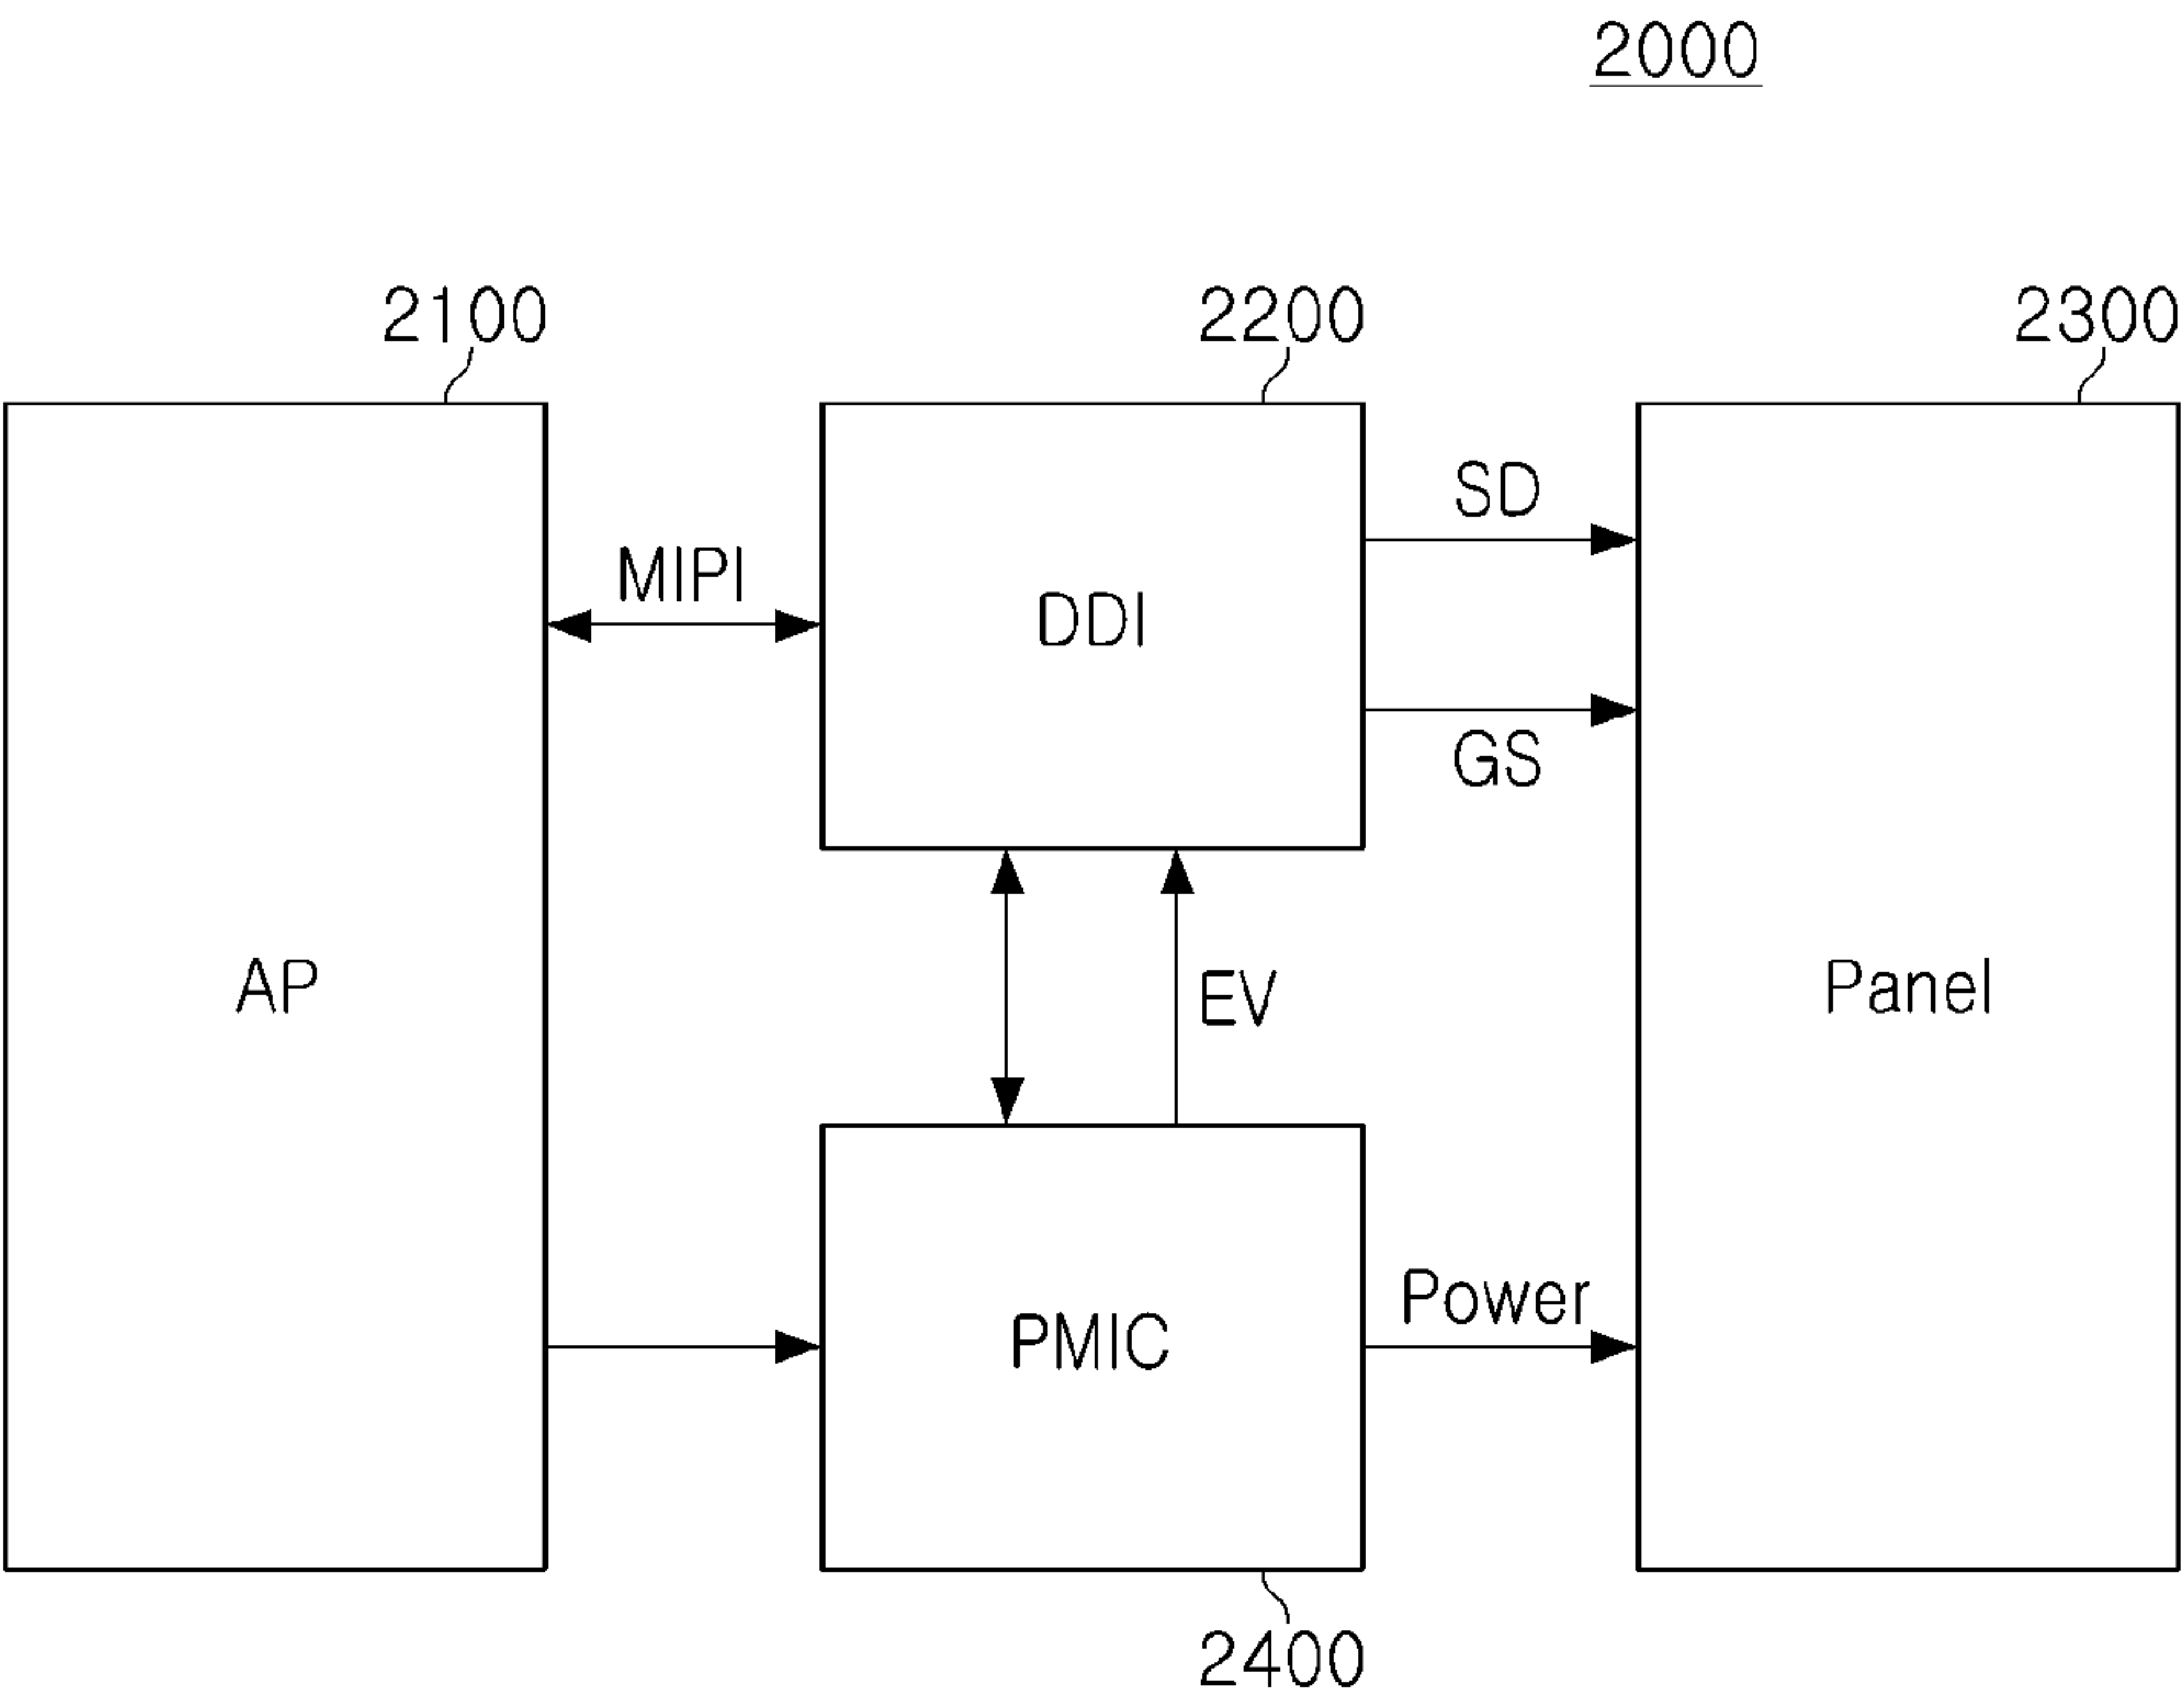 2000
2100
2200
2300
SD
MIPI
DDI
GS
AP
EV
Panel
Power
PMIC
2400